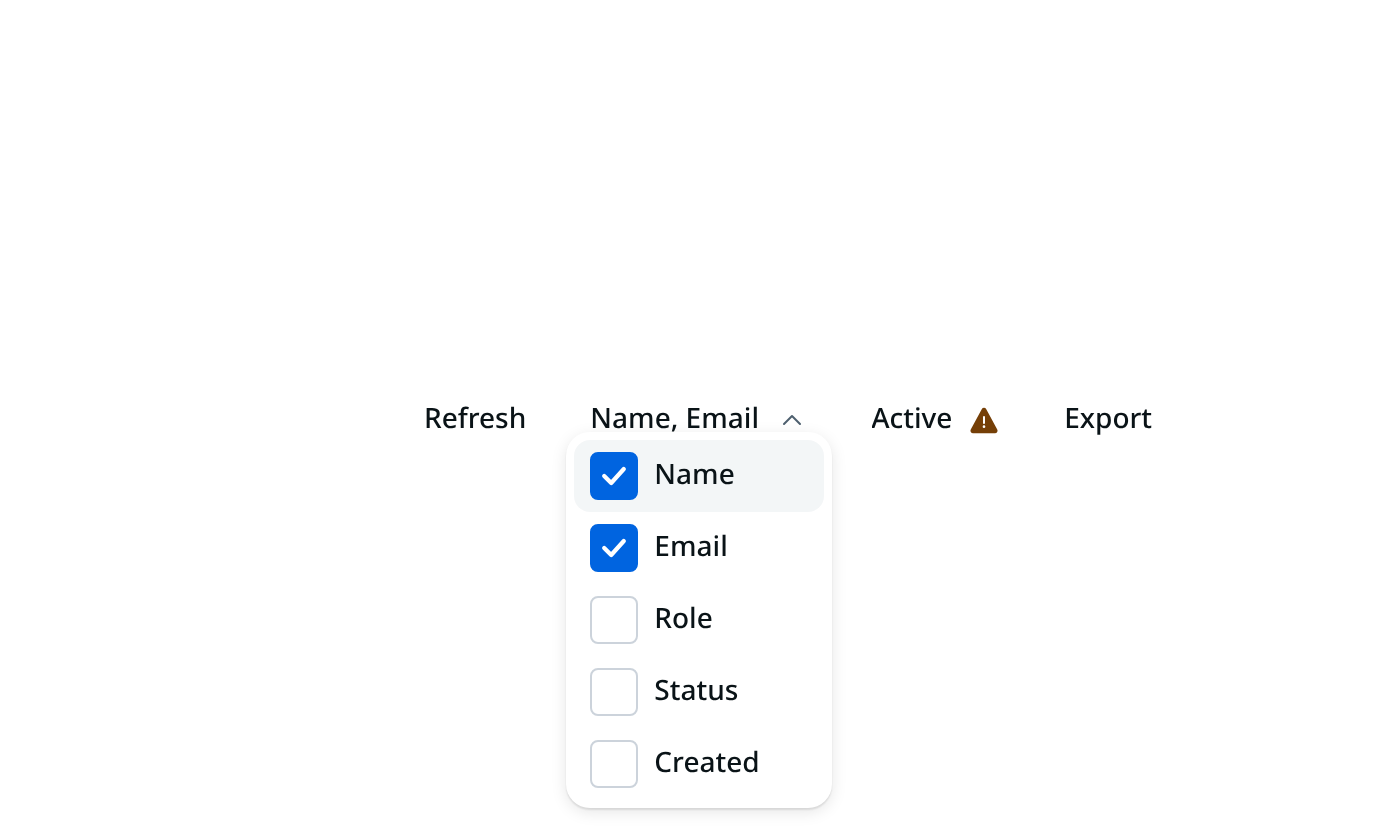 Refresh Name, Email Active Export
Name
Email
Role
Status
Created